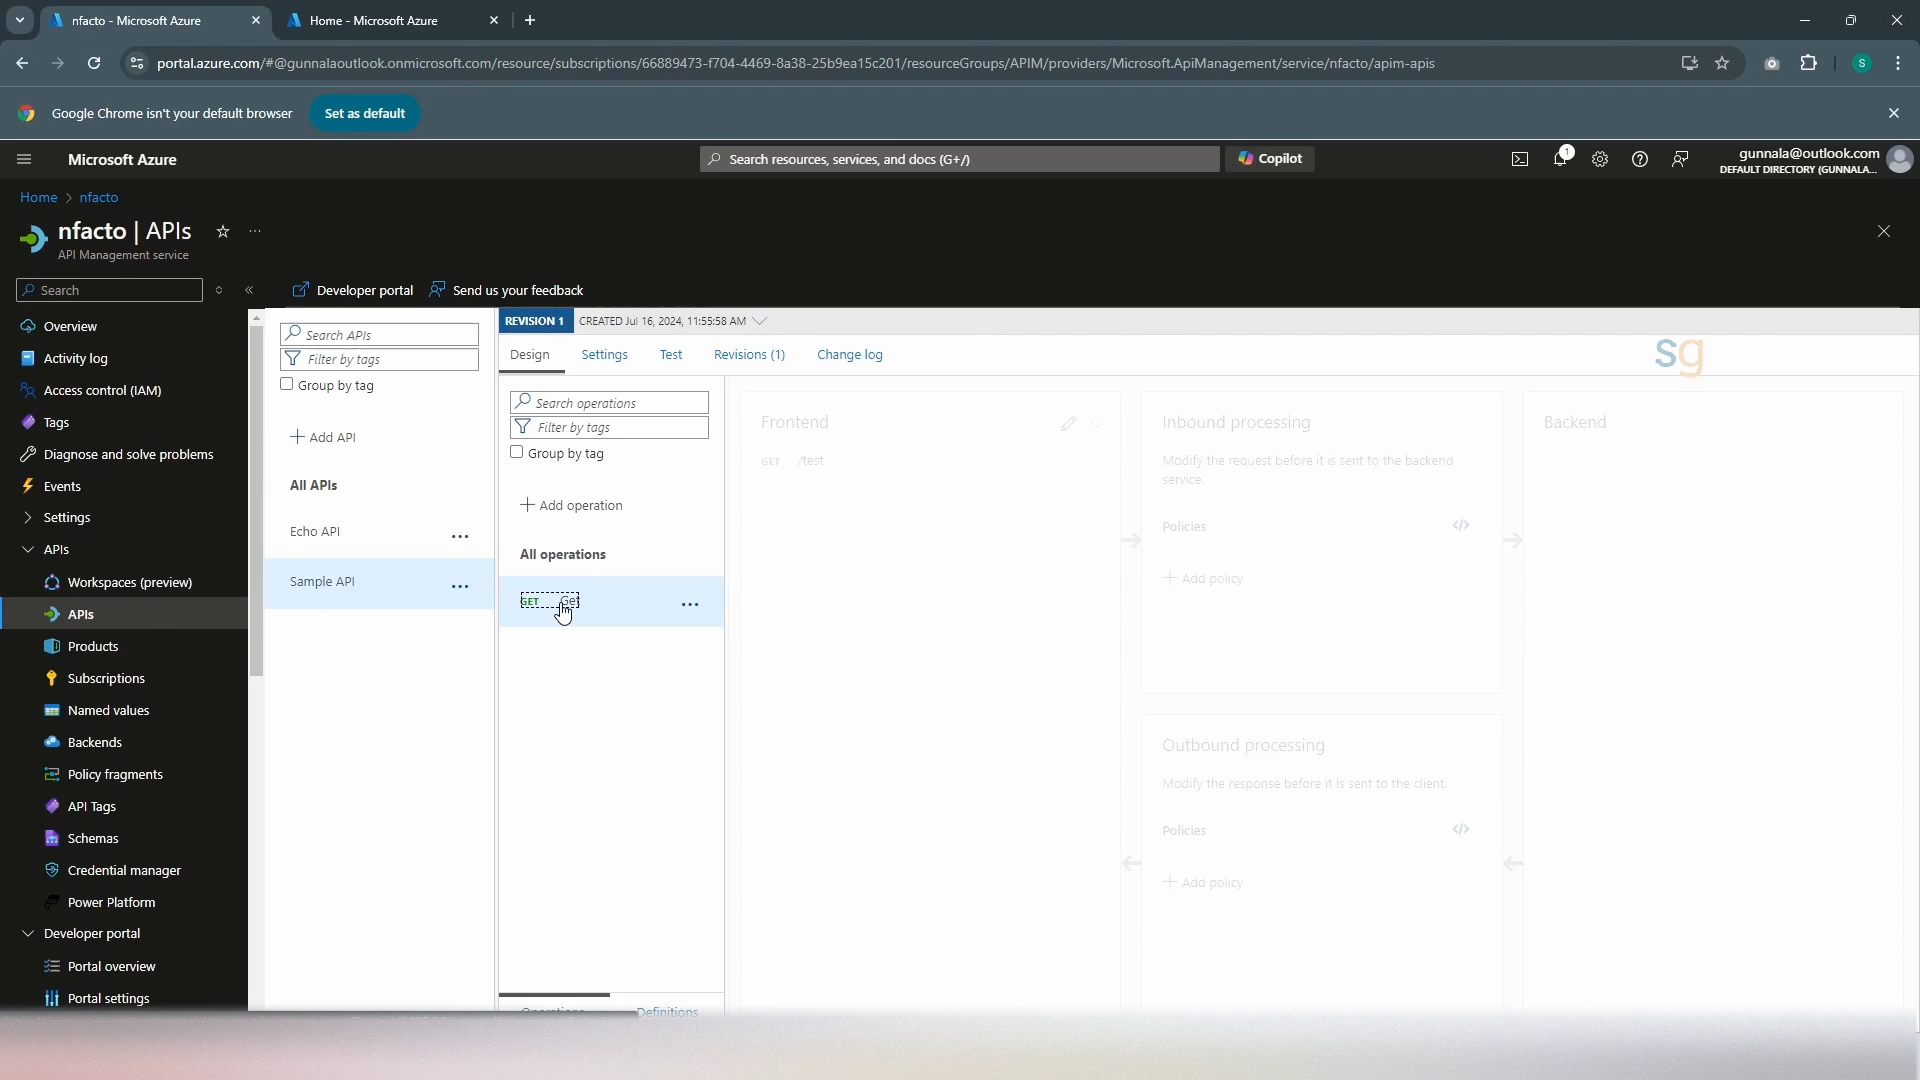 nfacto - Microsoft Azure
Home - Microsoft Azure
portal.azure.com/#@gunnalaoutlook.onmicrosoft.com/resource/subscriptions/66889473-f704-4469-8a38-25b9ea15c201/resourceGroups/APIM/providers/Microsoft.ApiManagement/service/nfacto/apim-apis
S
Google Chrome isn't your default browser
Set as default
Microsoft Azure
Search resources, services, and docs (G+/)
Copilot
1
gunnala@outlook.com
DEFAULT DIRECTORY (GUNNALA...
Home > nfacto
nfacto | APIs
API Management service
Search
Developer portal
Send us your feedback
Overview
Activity log
Access control (IAM)
Tags
Diagnose and solve problems
Events
Settings
APIs
Workspaces (preview)
APIs
Products
Subscriptions
Named values
Backends
Policy fragments
API Tags
Schemas
Credential manager
Power Platform
Developer portal
Portal overview
Portal settings
Search APIs
Filter by tags
Group by tag
Add API
All APIs
Echo API
Sample API
REVISION 1
CREATED Jul 16, 2024, 11:55:58 AM
Design
Settings
Test
Revisions (1)
Change log
sg
Search operations
Filter by tags
Group by tag
Add operation
All operations
GET Get
Operations
Definitions
Frontend
GET /test
Inbound processing
Modify the request before it is sent to the backend
service.
Policies
</>
+ Add policy
Outbound processing
Modify the response before it is sent to the client.
Policies
</>
+ Add policy
Backend